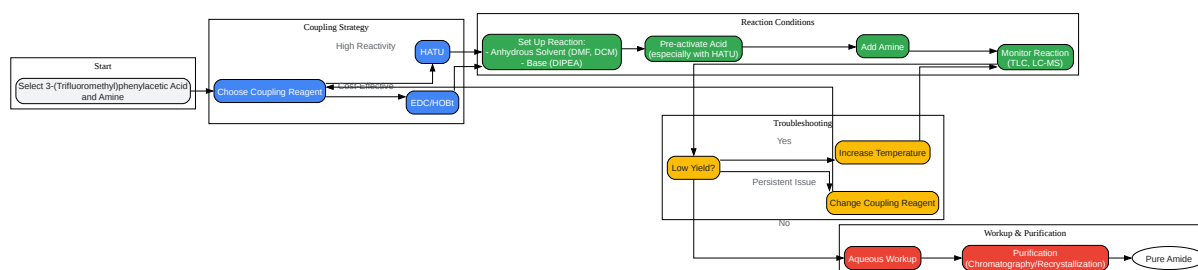 Start
Select 3-(Trifluoromethyl)phenylacetic Acid
and Amine
Coupling Strategy
Choose Coupling Reagent
High Reactivity
HATU
Cost-Effective
EDC/HOBt
Reaction Conditions
Set Up Reaction:
- Anhydrous Solvent (DMF, DCM)
- Base (DIPEA)
Pre-activate Acid
(especially with HATU)
Add Amine
Monitor Reaction
(TLC, LC-MS)
Troubleshooting
Low Yield?
Yes
Increase Temperature
Persistent Issue
Change Coupling Reagent
No
Workup & Purification
Aqueous Workup
Purification
(Chromatography/Recrystallization)
Pure Amide